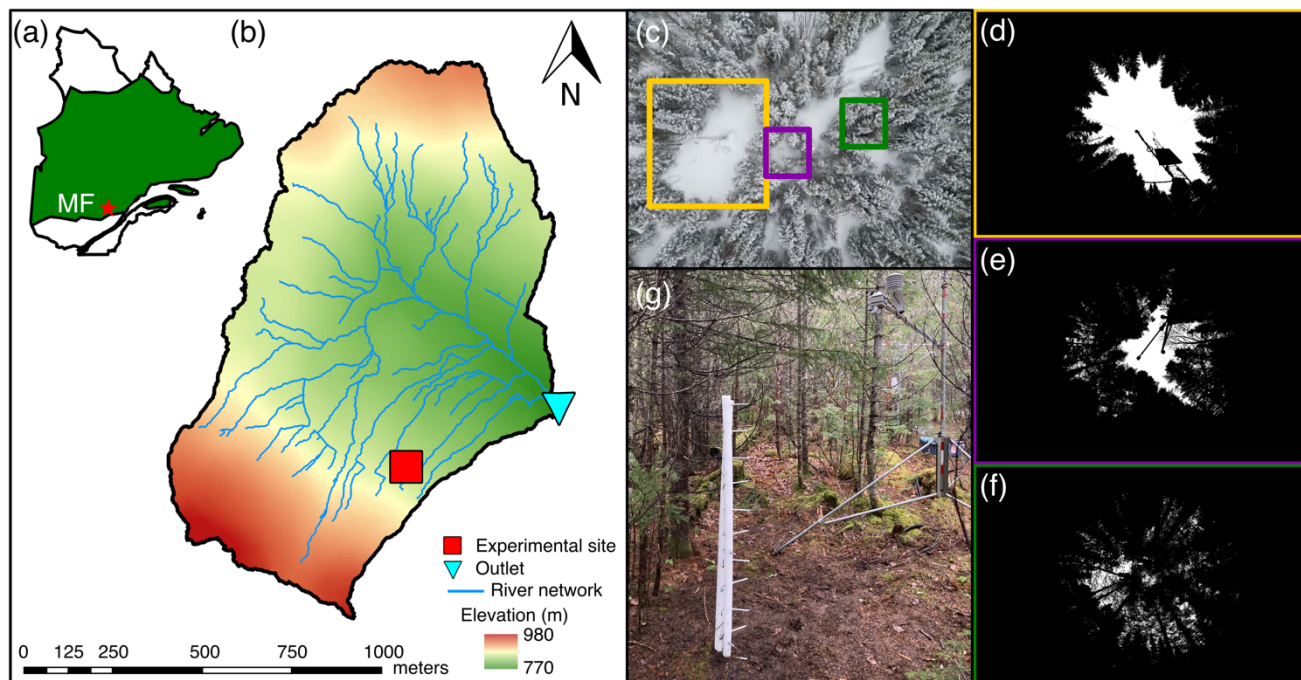 (a)
(b)
N
MF
Experimental site
Outlet
River network
Elevation (m)
980
770
0 125 250 500 750 1000
meters
(c)
(g)
(d)
(e)
(f)